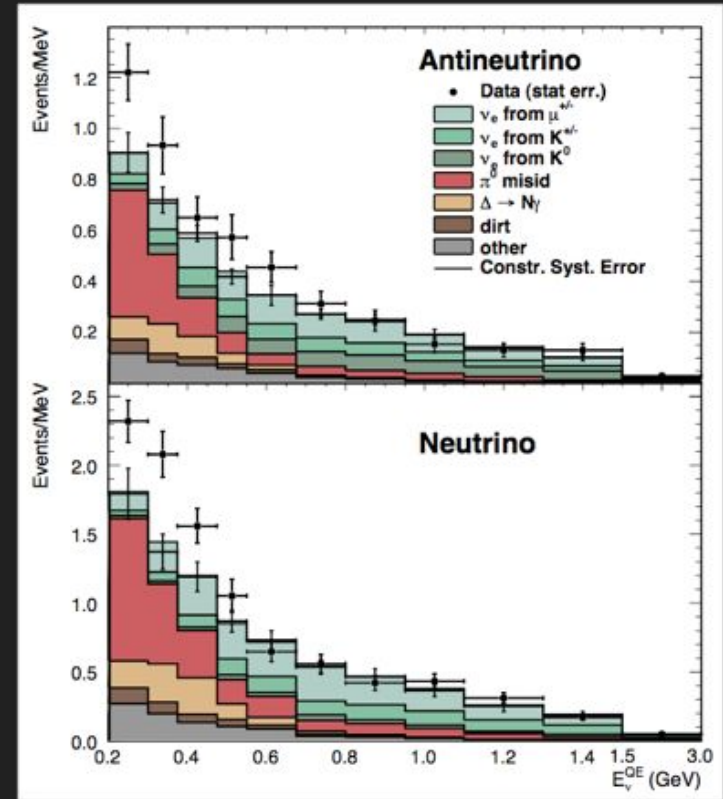 Events/MeV
1.2
1.0
0.8
0.6
0.4
0.2
Antineutrino
Data (stat err.)
νe from μ+/-
νe from K+/-
νe from K0
π0 misid
Δ → Nγ
dirt
other
Constr. Syst. Error
Events/MeV
2.5
2.0
1.5
1.0
0.5
0.0
Neutrino
0.2 0.4 0.6 0.8 1.0 1.2 1.4 1.5 3.0
EνQE (GeV)